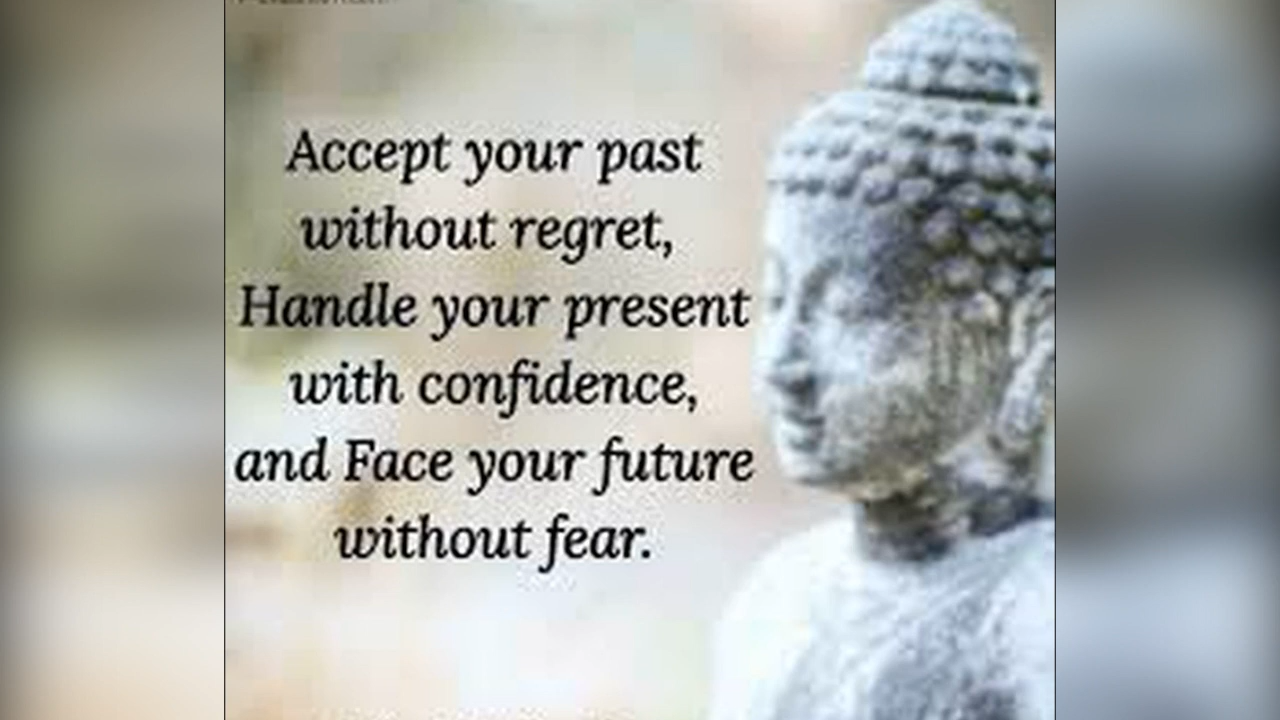 Accept your past
without regret,
Handle your present
with confidence,
and Face your future
without fear.